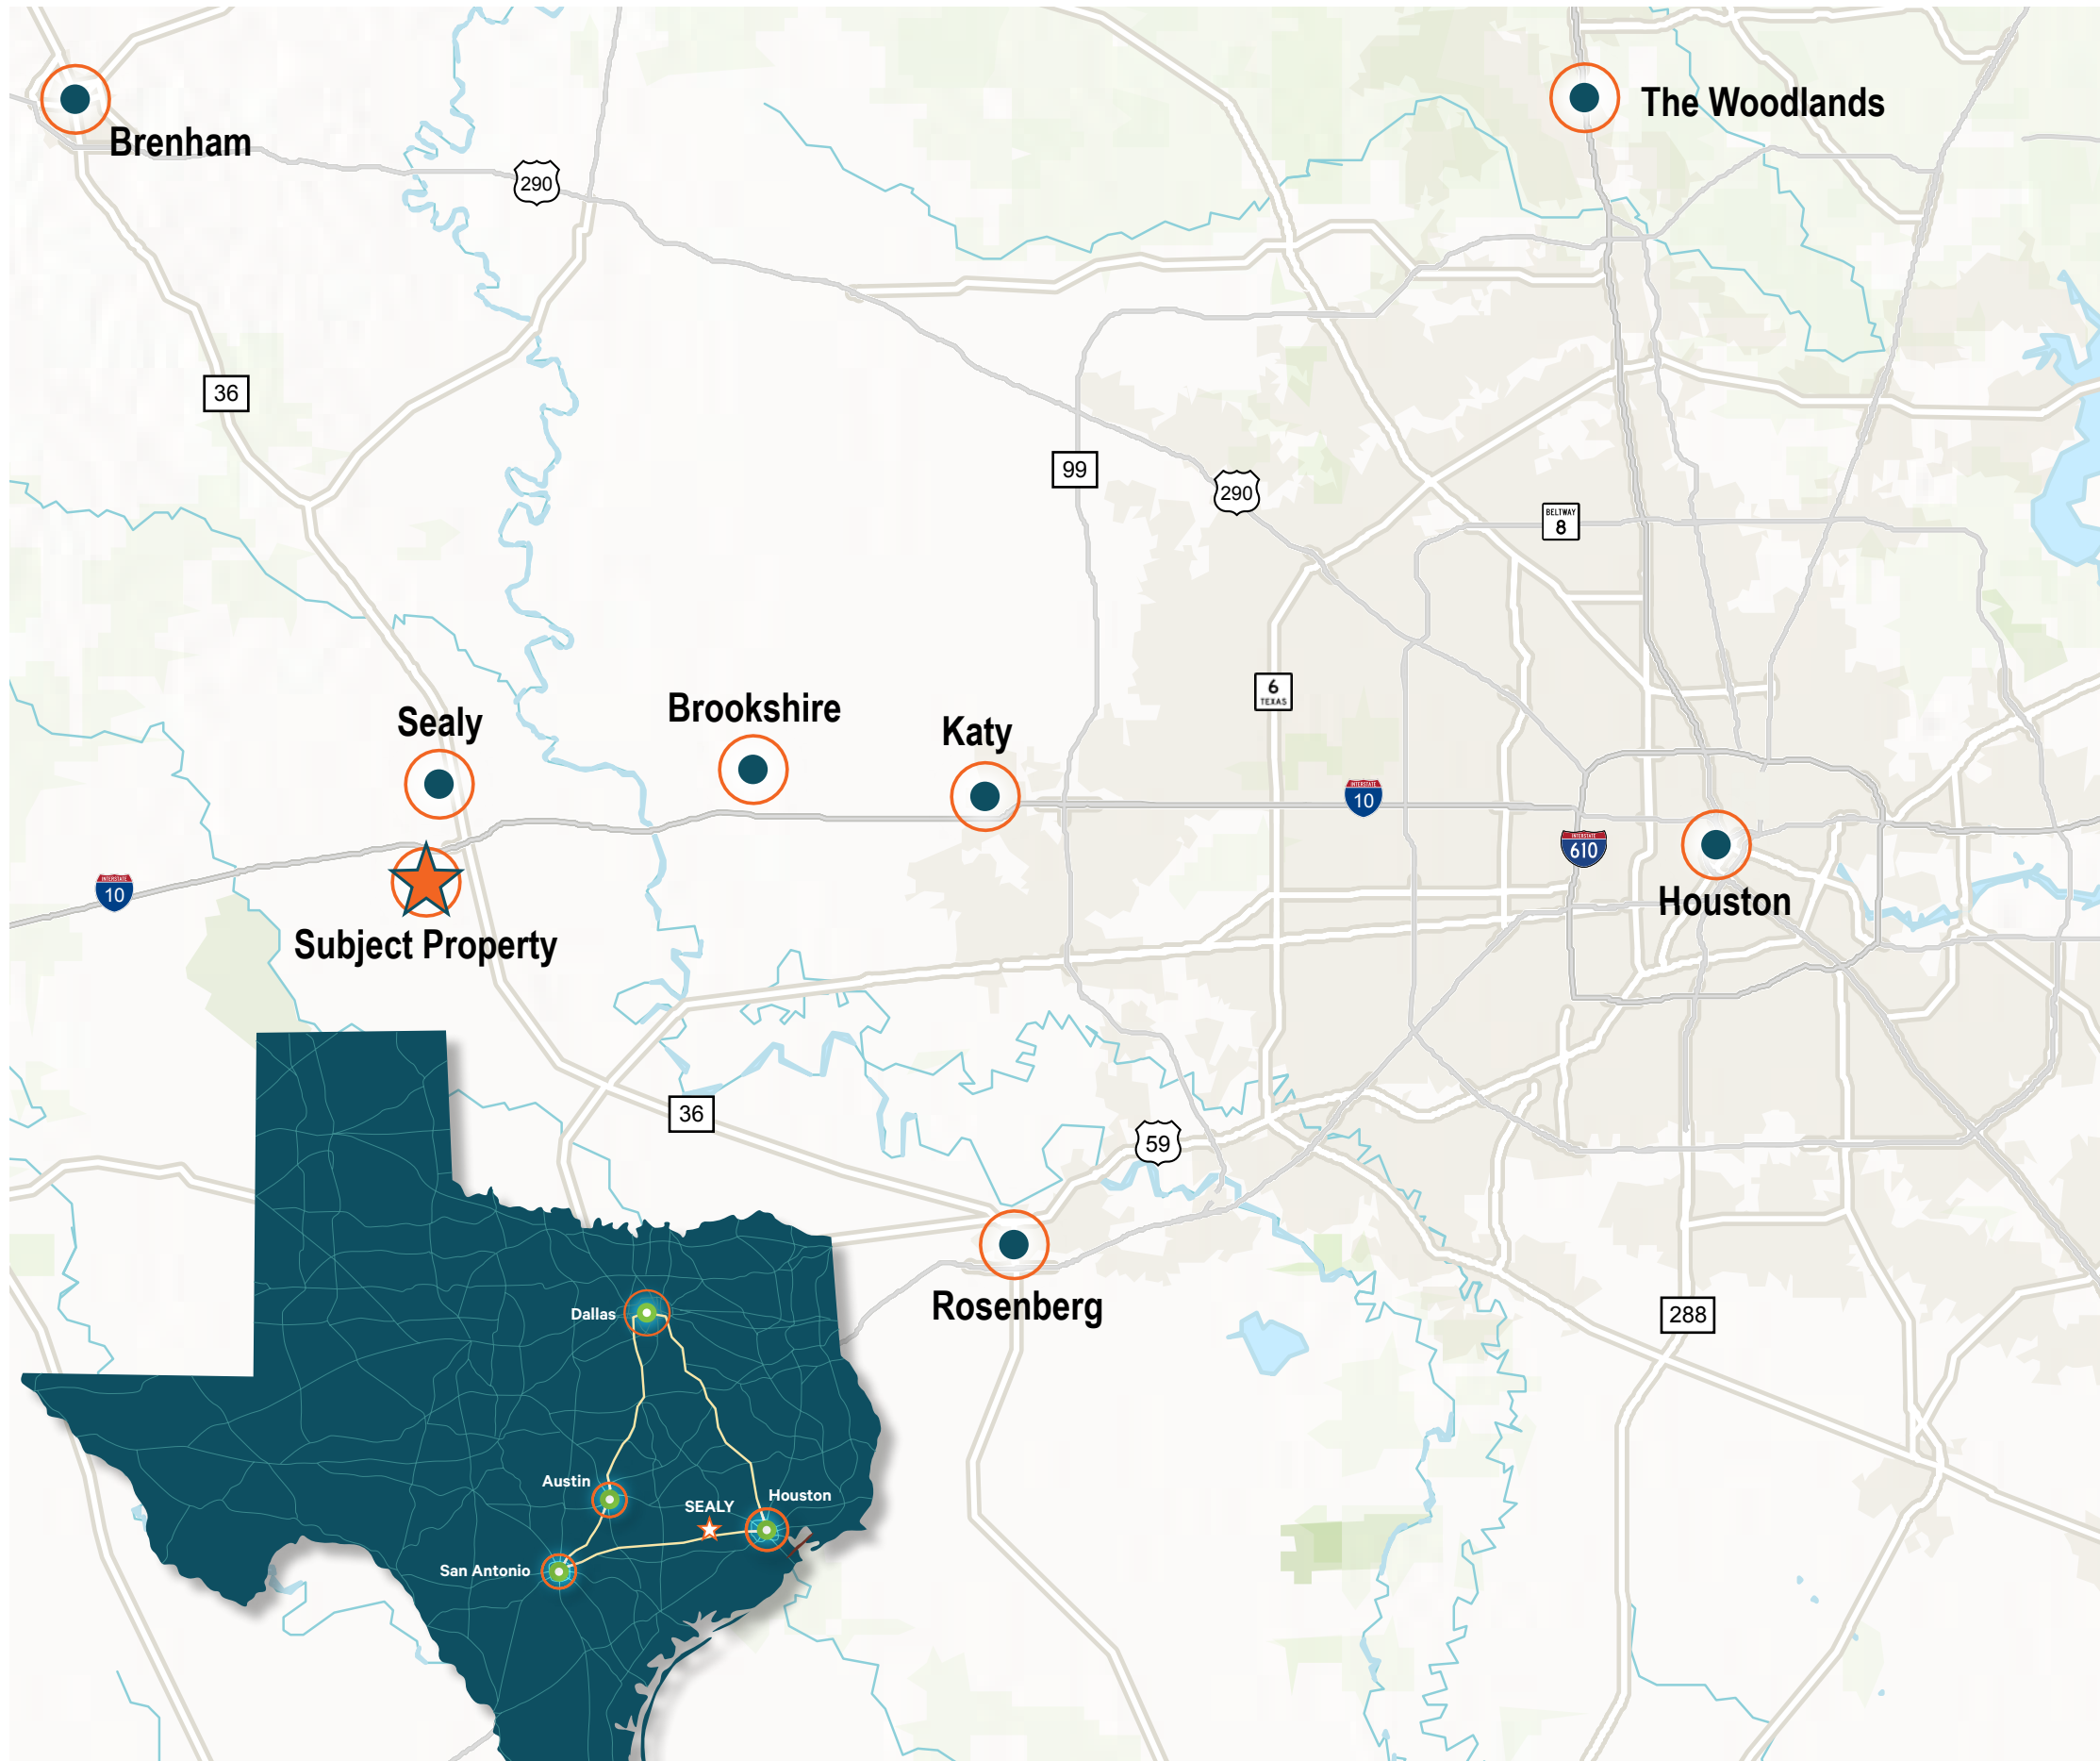 The Woodlands
Brenham
290
36
99
290
BELTWAY
8
6
TEXAS
Sealy
Brookshire
Katy
INTERSTATE
10
INTERSTATE
610
INTERSTATE
10
Houston
Subject Property
36
59
Rosenberg
288
Dallas
Austin
SEALY
Houston
San Antonio